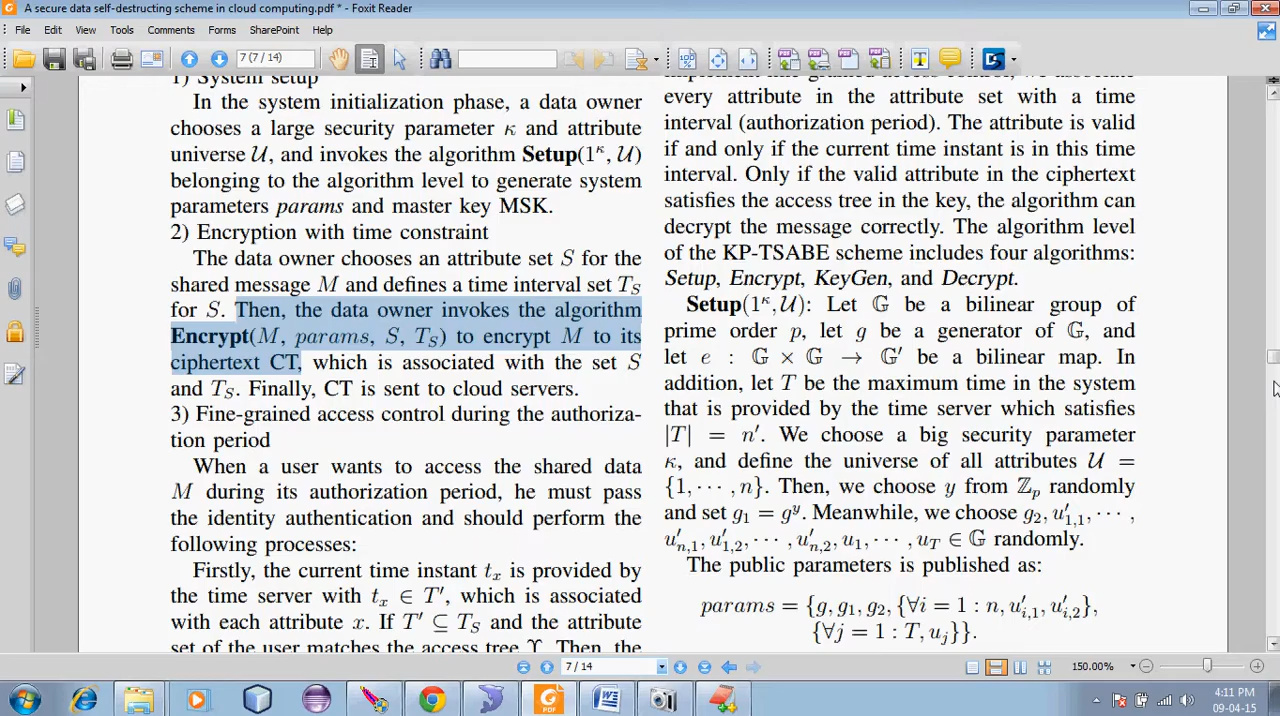 A secure data self-destructing scheme in cloud computing.pdf * - Foxit Reader
File Edit View Tools Comments Forms SharePoint Help
7 (7 / 14)
1) System setup
In the system initialization phase, a data owner
chooses a large security parameter κ and attribute
universe 𝒰, and invokes the algorithm Setup(1^κ, 𝒰)
belonging to the algorithm level to generate system
parameters params and master key MSK.
2) Encryption with time constraint
The data owner chooses an attribute set S for the
shared message M and defines a time interval set T_S
for S. Then, the data owner invokes the algorithm
Encrypt(M, params, S, T_S) to encrypt M to its
ciphertext CT, which is associated with the set S
and T_S. Finally, CT is sent to cloud servers.
3) Fine-grained access control during the authoriza-
tion period
When a user wants to access the shared data
M during its authorization period, he must pass
the identity authentication and should perform the
following processes:
Firstly, the current time instant t_x is provided by
the time server with t_x ∈ T′, which is associated
with each attribute x. If T′ ⊆ T_S and the attribute
set of the user matches the access tree ϒ. Then, the
every attribute in the attribute set with a time
interval (authorization period). The attribute is valid
if and only if the current time instant is in this time
interval. Only if the valid attribute in the ciphertext
satisfies the access tree in the key, the algorithm can
decrypt the message correctly. The algorithm level
of the KP-TSABE scheme includes four algorithms:
Setup, Encrypt, KeyGen, and Decrypt.
Setup(1^κ, 𝒰): Let 𝔾 be a bilinear group of
prime order p, let g be a generator of 𝔾, and
let e : 𝔾 × 𝔾 → 𝔾′ be a bilinear map. In
addition, let T be the maximum time in the system
that is provided by the time server which satisfies
|T| = n′. We choose a big security parameter
κ, and define the universe of all attributes 𝒰 =
{1, ⋯ , n}. Then, we choose y from ℤ_p randomly
and set g_1 = g^y. Meanwhile, we choose g_2, u′_{1,1}, ⋯ ,
u′_{n,1}, u′_{1,2}, ⋯ , u′_{n,2}, u_1, ⋯ , u_T ∈ 𝔾 randomly.
The public parameters is published as:
params = {g, g_1, g_2, {∀i = 1 : n, u′_{i,1}, u′_{i,2}},
{∀j = 1 : T, u_j}}.
7 / 14
150.00%
4:11 PM
09-04-15